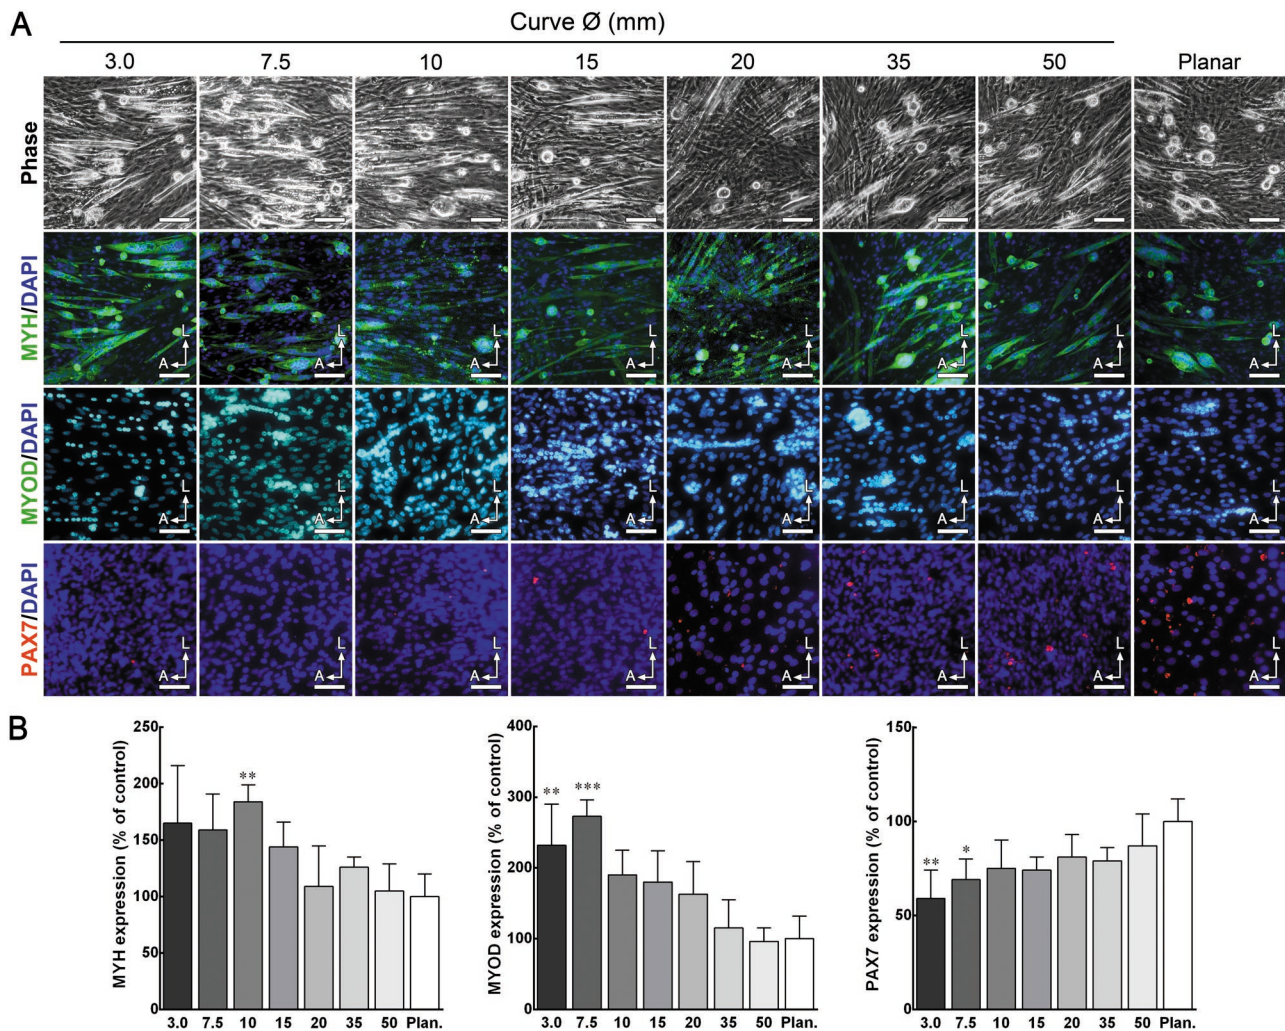 A
Curve Ø (mm)
3.0 7.5 10 15 20 35 50 Planar
Phase
MYH/DAPI
L L L L L L L L
A A A A A A A A
MYOD/DAPI
L L L L L L L L
A A A A A A A A
PAX7/DAPI
L L L L L L L L
A A A A A A A A
B
MYH expression (% of control)
250
200
150
100
50
0
**
3.0 7.5 10 15 20 35 50 Plan.
MYOD expression (% of control)
400
300
200
100
0
** ***
3.0 7.5 10 15 20 35 50 Plan.
PAX7 expression (% of control)
150
100
50
0
** *
3.0 7.5 10 15 20 35 50 Plan.